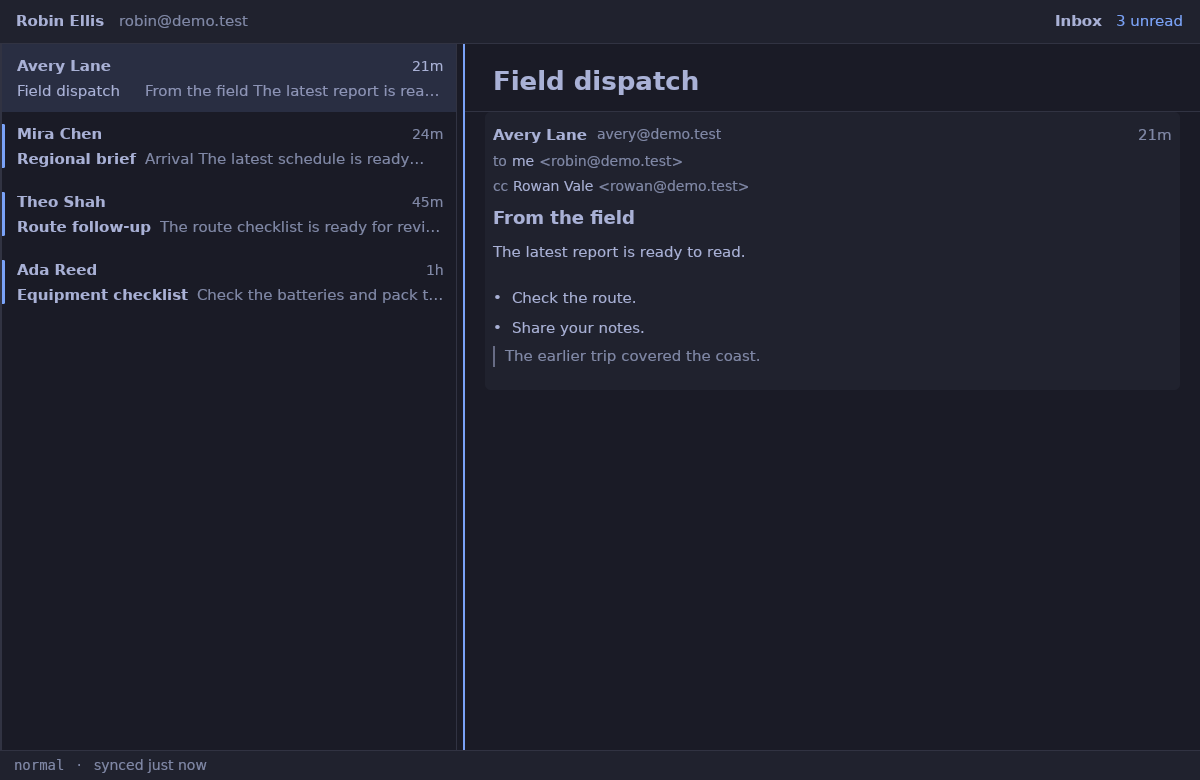 Robin Ellis robin@demo.test
Inbox 3 unread
Avery Lane 21m
Field dispatch From the field The latest report is rea...
Mira Chen 24m
Regional brief Arrival The latest schedule is ready...
Theo Shah 45m
Route follow-up The route checklist is ready for revi...
Ada Reed 1h
Equipment checklist Check the batteries and pack t...
Field dispatch
Avery Lane avery@demo.test 21m
to me <robin@demo.test>
cc Rowan Vale <rowan@demo.test>
From the field
The latest report is ready to read.
• Check the route.
• Share your notes.
The earlier trip covered the coast.
normal · synced just now